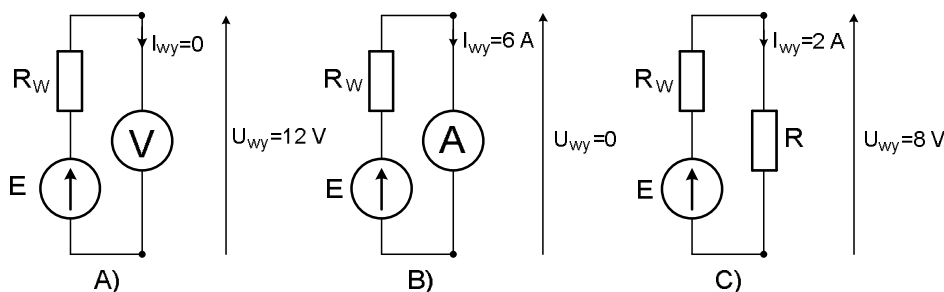 I_wy=0
R_W
V
U_wy=12 V
E
A)
I_wy=6 A
R_W
A
U_wy=0
E
B)
I_wy=2 A
R_W
R
U_wy=8 V
E
C)